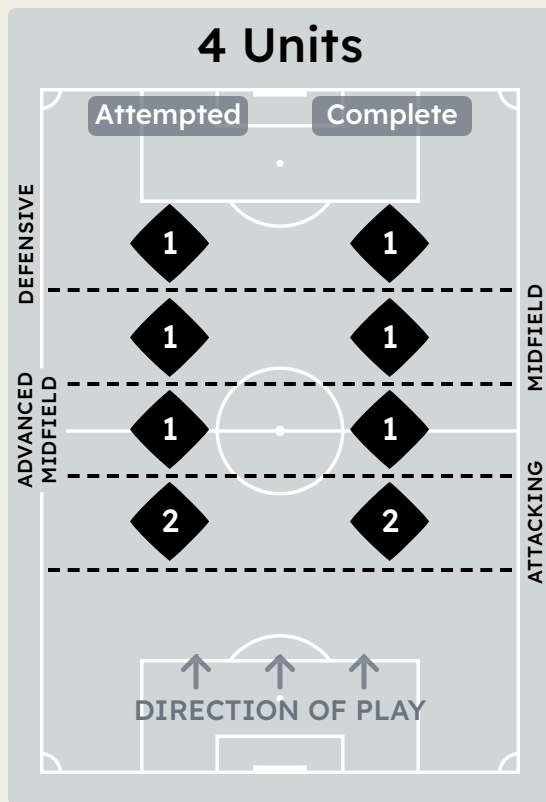 4 Units
Attempted
Complete
DEFENSIVE
1
1
MIDFIELD
1
1
ADVANCED
MIDFIELD
1
1
ATTACKING
2
2
DIRECTION OF PLAY